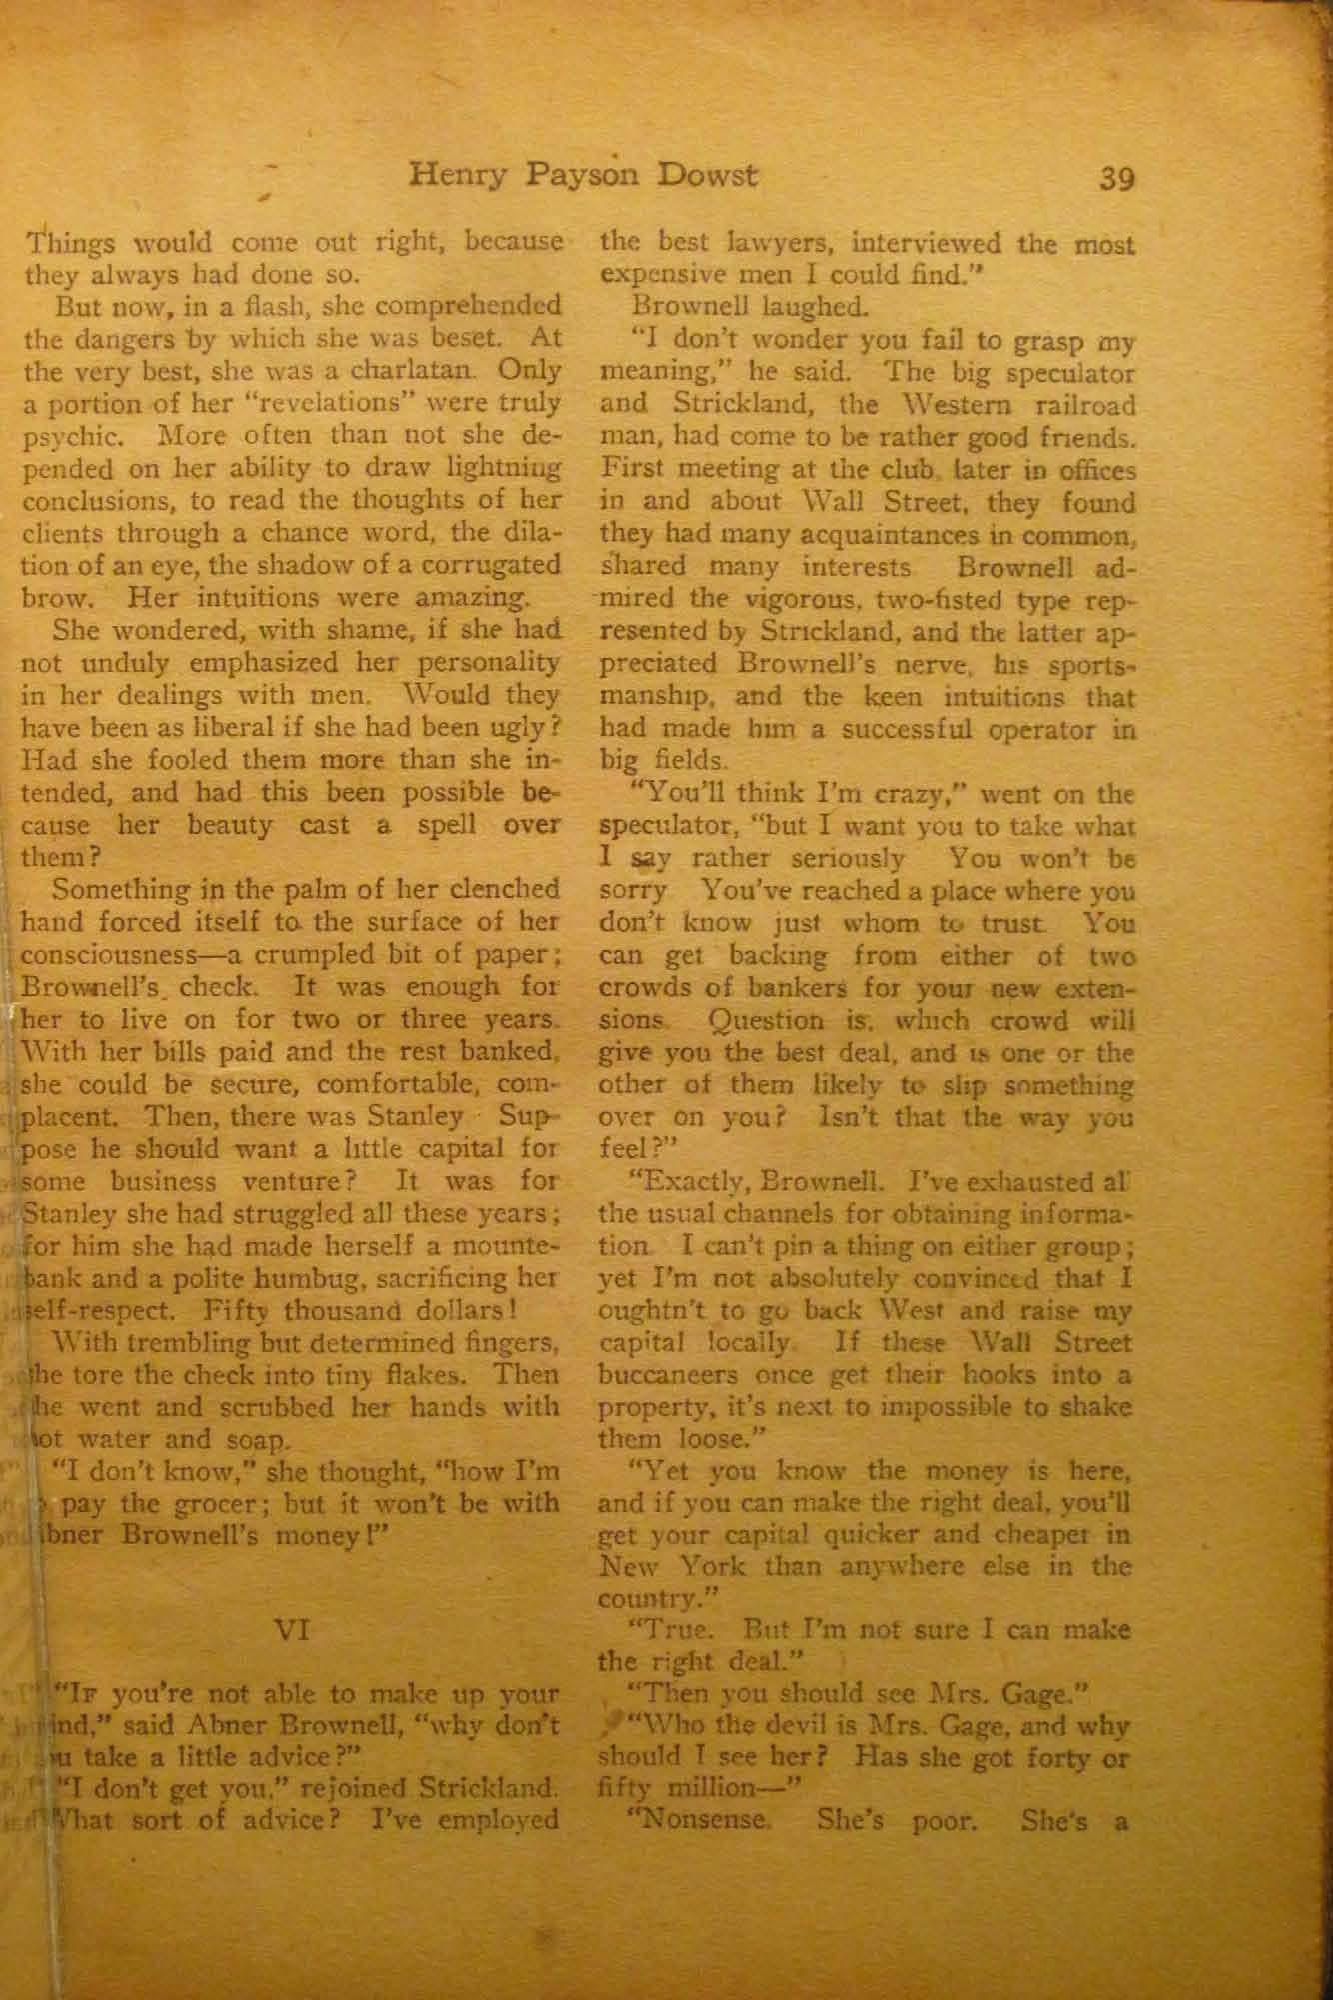 Henry Payson Dowst 39
Things would come out right, because
they always had done so.
But now, in a flash, she comprehended
the dangers by which she was beset. At
the very best, she was a charlatan. Only
a portion of her "revelations" were truly
psychic. More often than not she de-
pended on her ability to draw lightning
conclusions, to read the thoughts of her
clients through a chance word, the dila-
tion of an eye, the shadow of a corrugated
brow. Her intuitions were amazing.
She wondered, with shame, if she had
not unduly emphasized her personality
in her dealings with men. Would they
have been as liberal if she had been ugly?
Had she fooled them more than she in-
tended, and had this been possible be-
cause her beauty cast a spell over
them?
Something in the palm of her clenched
hand forced itself to the surface of her
consciousness—a crumpled bit of paper;
Brownell's check. It was enough for
her to live on for two or three years.
With her bills paid and the rest banked,
she could be secure, comfortable, com-
placent. Then, there was Stanley. Sup-
pose he should want a little capital for
some business venture? It was for
Stanley she had struggled all these years;
for him she had made herself a mounte-
bank and a polite humbug, sacrificing her
self-respect. Fifty thousand dollars!
With trembling but determined fingers,
she tore the check into tiny flakes. Then
she went and scrubbed her hands with
hot water and soap.
"I don't know," she thought, "how I'm
pay the grocer; but it won't be with
Abner Brownell's money!"
VI
"If you're not able to make up your
mind," said Abner Brownell, "why don't
you take a little advice?"
"I don't get you," rejoined Strickland.
"What sort of advice? I've employed
the best lawyers, interviewed the most
expensive men I could find."
Brownell laughed.
"I don't wonder you fail to grasp my
meaning," he said. The big speculator
and Strickland, the Western railroad
man, had come to be rather good friends.
First meeting at the club, later in offices
in and about Wall Street, they found
they had many acquaintances in common,
shared many interests. Brownell ad-
mired the vigorous, two-fisted type rep-
resented by Strickland, and the latter ap-
preciated Brownell's nerve, his sports-
manship, and the keen intuitions that
had made him a successful operator in
big fields.
"You'll think I'm crazy," went on the
speculator, "but I want you to take what
I say rather seriously. You won't be
sorry. You've reached a place where you
don't know just whom to trust. You
can get backing from either of two
crowds of bankers for your new exten-
sions. Question is, which crowd will
give you the best deal, and is one or the
other of them likely to slip something
over on you? Isn't that the way you
feel?"
"Exactly, Brownell. I've exhausted all
the usual channels for obtaining informa-
tion. I can't pin a thing on either group;
yet I'm not absolutely convinced that I
oughtn't to go back West and raise my
capital locally. If these Wall Street
buccaneers once get their hooks into a
property, it's next to impossible to shake
them loose."
"Yet you know the money is here,
and if you can make the right deal, you'll
get your capital quicker and cheaper in
New York than anywhere else in the
country."
"True. But I'm not sure I can make
the right deal."
"Then you should see Mrs. Gage."
"Who the devil is Mrs. Gage, and why
should I see her? Has she got forty or
fifty million—"
"Nonsense. She's poor. She's a